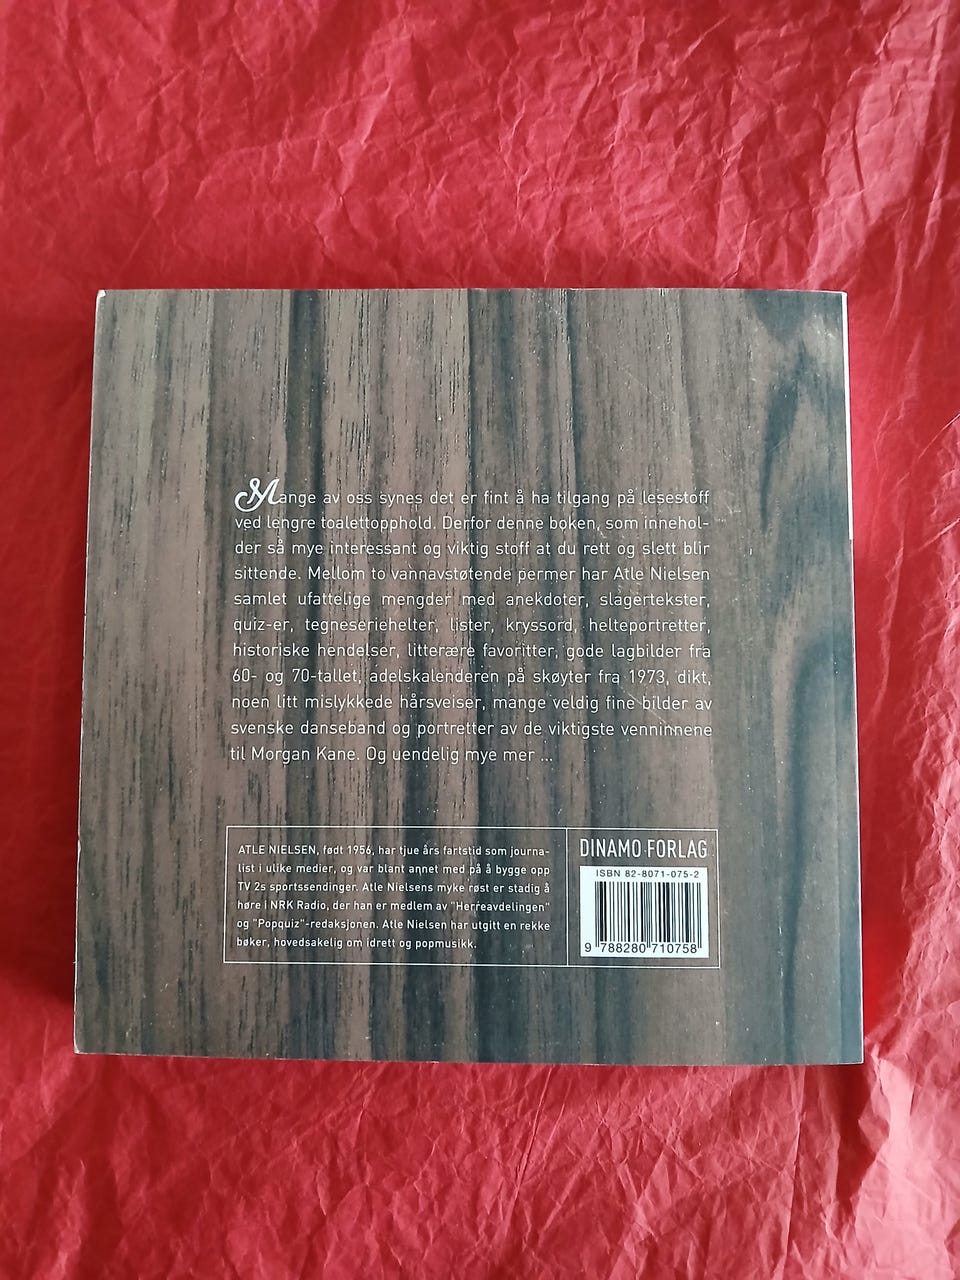 Mange av oss synes det er fint å ha tilgang på lesestoff
ved lengre toalettopphold. Derfor denne bøken, som innehol-
der så mye interessant og viktig stoff at du rett og slett blir
sittende. Mellom to vannavstøtende permer har Atle Nielsen
samlet ufattelige mengder med anekdoter, slagertekster,
quiz-er, tegneseriehelter, lister, kryssord, helteportretter,
historiske hendelser, litterære favoritter, gode lagbilder fra
60- og 70-tallet, adelskalenderen på skøyter fra 1973, dikt,
noen litt mislykkede hårsveiser, mange veldig fine bilder av
svenske danseband og portretter av de viktigste venninnene
til Morgan Kane. Og uendelig mye mer ...
ATLE NIELSEN, født 1956, har tjue års fartstid som journa-
list i ulike medier, og var blant annet med på å bygge opp
TV 2s sportssendinger. Atle Nielsens myke røst er stadig å
høre i NRK Radio, der han er medlem av "Herreavdelingen"
og "Popquiz"-redaksjonen. Atle Nielsen har utgitt en rekke
bøker, hovedsakelig om idrett og popmusikk.
DINAMO FORLAG
ISBN 82-8071-075-2
9 788280 710758